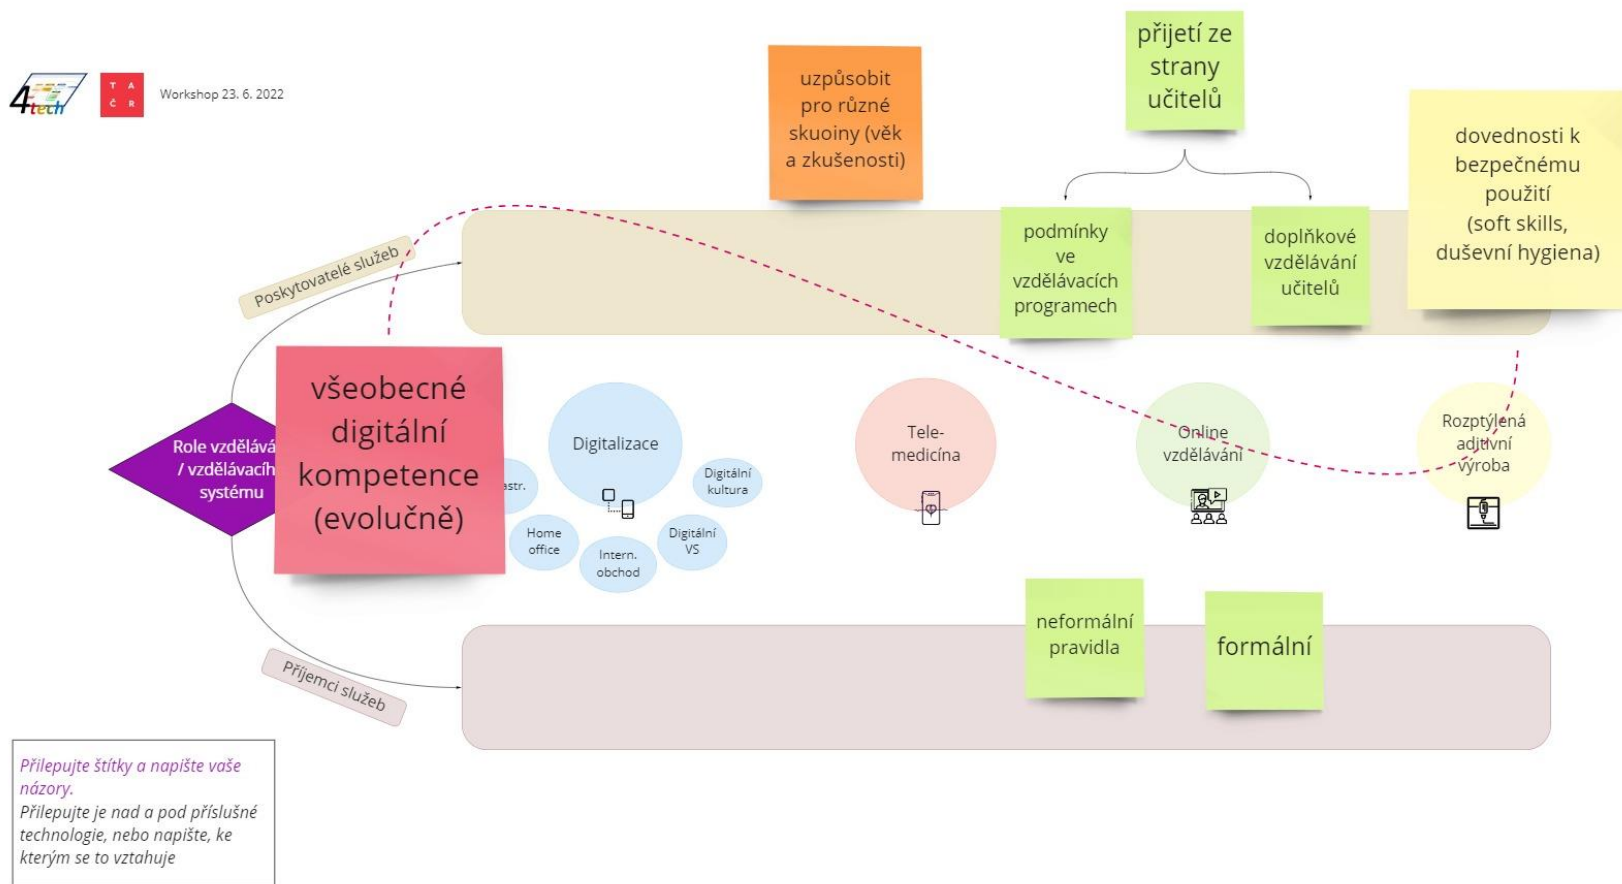 4tech
T A
Č R
Workshop 23. 6. 2022
uzpůsobit
pro různé
skuoiny (věk
a zkušenosti)
přijetí ze
strany
učitelů
dovednosti k
bezpečnému
použití
(soft skills,
duševní hygiena)
podmínky
ve
vzdělávacích
programech
doplňkové
vzdělávání
učitelů
Poskytovatelé služeb
všeobecné
digitální
kompetence
(evolučně)
Role vzdělává
/ vzdělávacíh
systému
Digitalizace
astr.
Home
office
Intern.
obchod
Digitální
VS
Digitální
kultura
Tele-
medicína
Online
vzdělávání
Rozptýlená
aditivní
výroba
neformální
pravidla
formální
Příjemci služeb
Přilepujte štítky a napište vaše
názory.
Přilepujte je nad a pod příslušné
technologie, nebo napište, ke
kterým se to vztahuje